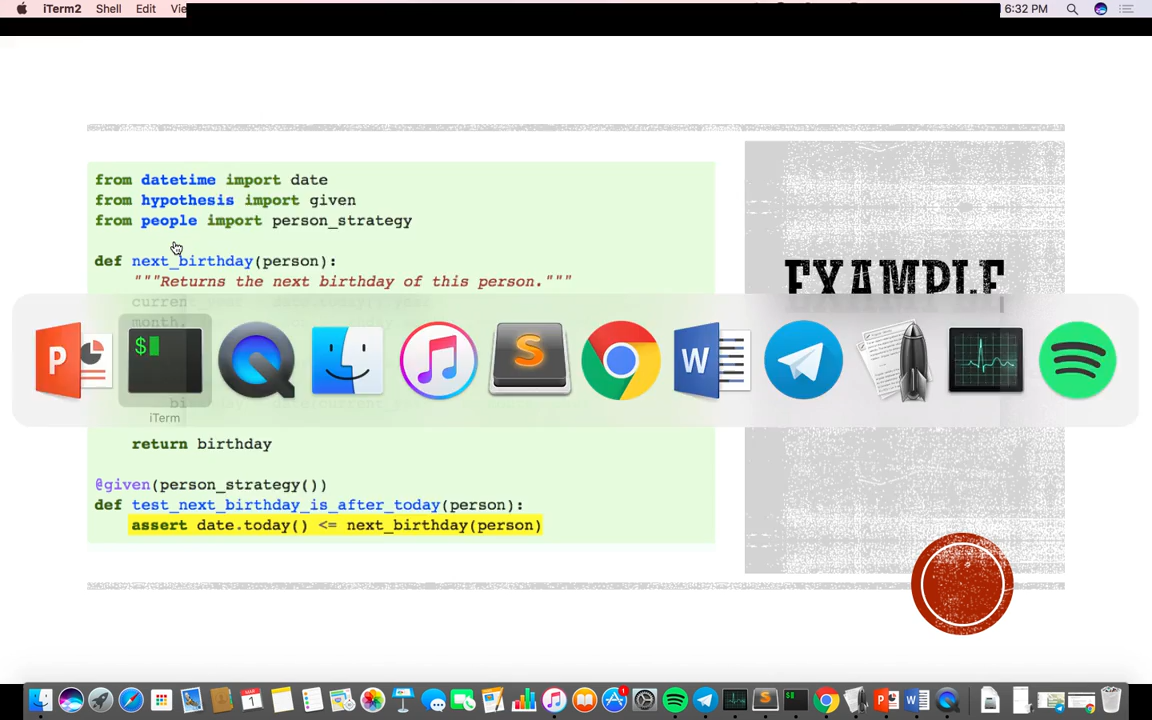 iTerm2 Shell Edit 6:32 PM
from datetime import date
from hypothesis import given
from people import person_strategy
def next_birthday(person):
"""Returns the next birthday of this person."""
EXAMPLE
$
iTerm
return birthday
@given(person_strategy())
def test_next_birthday_is_after_today(person):
assert date.today() <= next_birthday(person)